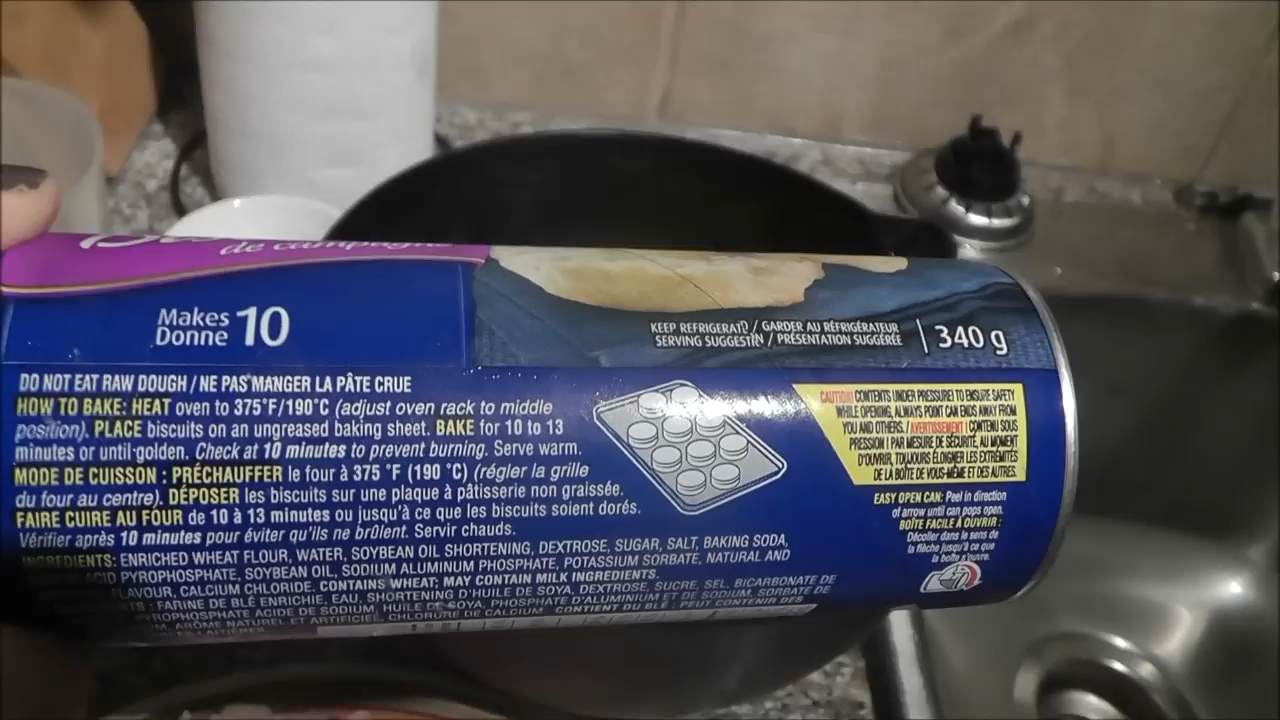 de campagne
Makes
Donne 10
KEEP REFRIGERAT / GARDER AU RÉFRIGÉRATEUR
SERVING SUGGESTIN / PRÉSENTATION SUGGÉRÉE
340 g
DO NOT EAT RAW DOUGH / NE PAS MANGER LA PÂTE CRUE
HOW TO BAKE: HEAT oven to 375°F/190°C (adjust oven rack to middle
position). PLACE biscuits on an ungreased baking sheet. BAKE for 10 to 13
minutes or until golden. Check at 10 minutes to prevent burning. Serve warm.
MODE DE CUISSON : PRÉCHAUFFER le four à 375 °F (190 °C) (régler la grille
du four au centre). DÉPOSER les biscuits sur une plaque à pâtisserie non graissée.
FAIRE CUIRE AU FOUR de 10 à 13 minutes ou jusqu'à ce que les biscuits soient dorés.
Vérifier après 10 minutes pour éviter qu'ils ne brûlent. Servir chauds.
INGREDIENTS: ENRICHED WHEAT FLOUR, WATER, SOYBEAN OIL SHORTENING, DEXTROSE, SUGAR, SALT, BAKING SODA,
ACID PYROPHOSPHATE, SOYBEAN OIL, SODIUM ALUMINUM PHOSPHATE, POTASSIUM SORBATE, NATURAL AND
FLAVOUR, CALCIUM CHLORIDE. CONTAINS WHEAT; MAY CONTAIN MILK INGREDIENTS.
: FARINE DE BLÉ ENRICHIE, EAU, SHORTENING D'HUILE DE SOYA, DEXTROSE, SUCRE, SEL, BICARBONATE DE
PYROPHOSPHATE ACIDE DE SODIUM, HUILE DE SOYA, PHOSPHATE D'ALUMINIUM ET DE SODIUM, SORBATE DE
ARÔME NATUREL ET ARTIFICIEL, CHLORURE DE CALCIUM. CONTIENT DU BLÉ ; PEUT CONTENIR DES
CAUTION! CONTENTS UNDER PRESSURE! TO ENSURE SAFETY
WHILE OPENING, ALWAYS POINT CAN ENDS AWAY FROM
YOU AND OTHERS. / AVERTISSEMENT ! CONTENU SOUS
PRESSION ! PAR MESURE DE SÉCURITÉ, AU MOMENT
D'OUVRIR, TOUJOURS ÉLOIGNER LES EXTRÉMITÉS
DE LA BOÎTE DE VOUS-MÊME ET DES AUTRES.
EASY OPEN CAN: Peel in direction
of arrow until can pops open.
BOÎTE FACILE À OUVRIR :
Décoller dans le sens de
la flèche jusqu'à ce que
la boîte s'ouvre.